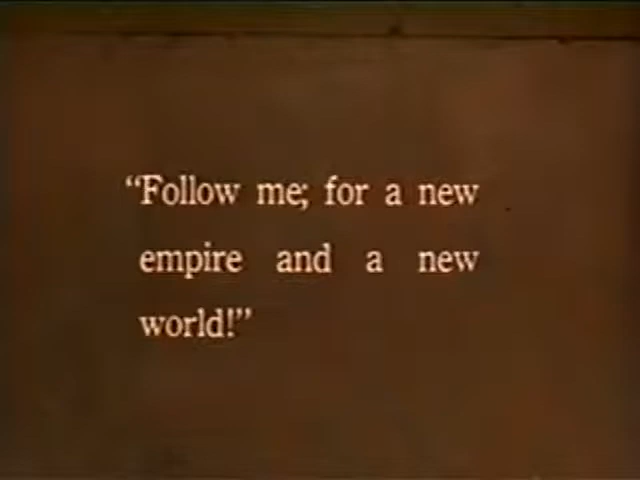 “Follow me; for a new
empire and a new
world!”